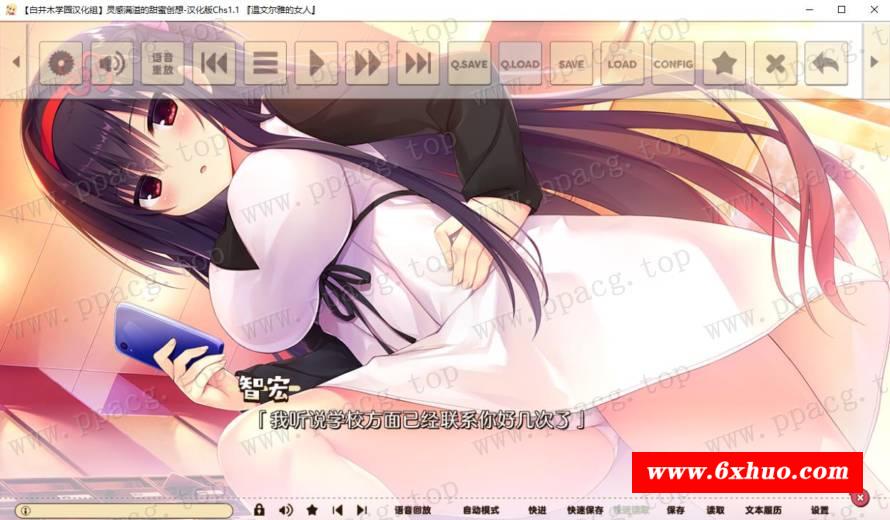 【白井木学园汉化组】灵感满溢的甜蜜创想-汉化版Chs1.1 『温文尔雅的女人』
语音重放 Q.SAVE Q.LOAD SAVE LOAD CONFIG
www.ppacg.top
智宏
「我听说学校方面已经联系你好几次了」
www.6xhuo.com
语音回放 自动模式 快进 快速保存 快速读取 保存 读取 文本履历 设置